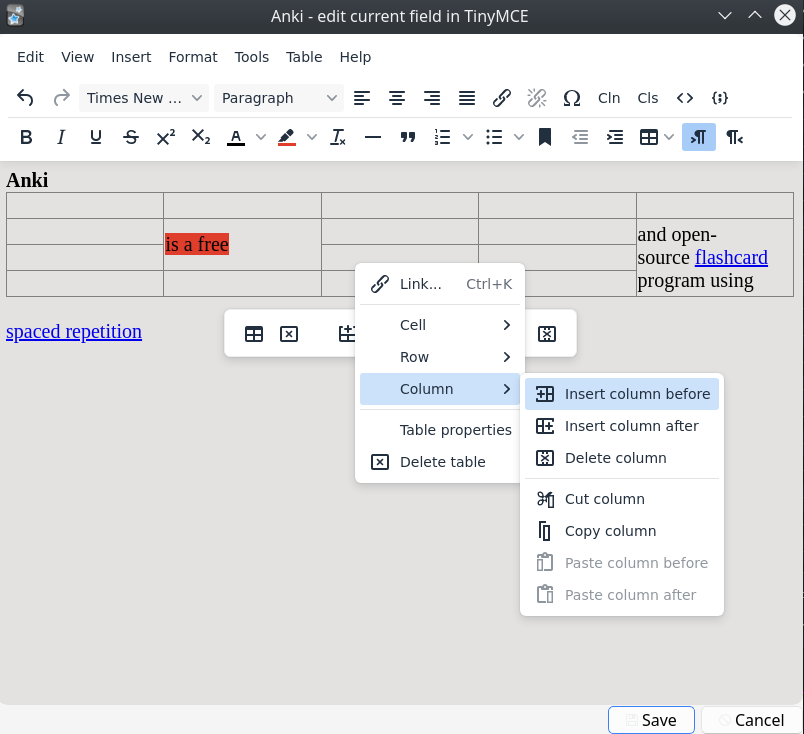 Anki - edit current field in TinyMCE
Edit View Insert Format Tools Table Help
Times New ... Paragraph Cln Cls
B I U S X² X₂ A
Anki
is a free
and open-
source flashcard
program using
spaced repetition
Link... Ctrl+K
Cell
Row
Column
Table properties
Delete table
Insert column before
Insert column after
Delete column
Cut column
Copy column
Paste column before
Paste column after
Save Cancel